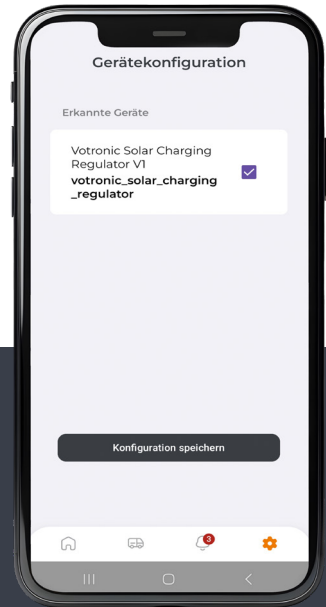 Gerätekonfiguration
Erkannte Geräte
Votronic Solar Charging
Regulator V1
votronic_solar_charging
_regulator
Konfiguration speichern
3